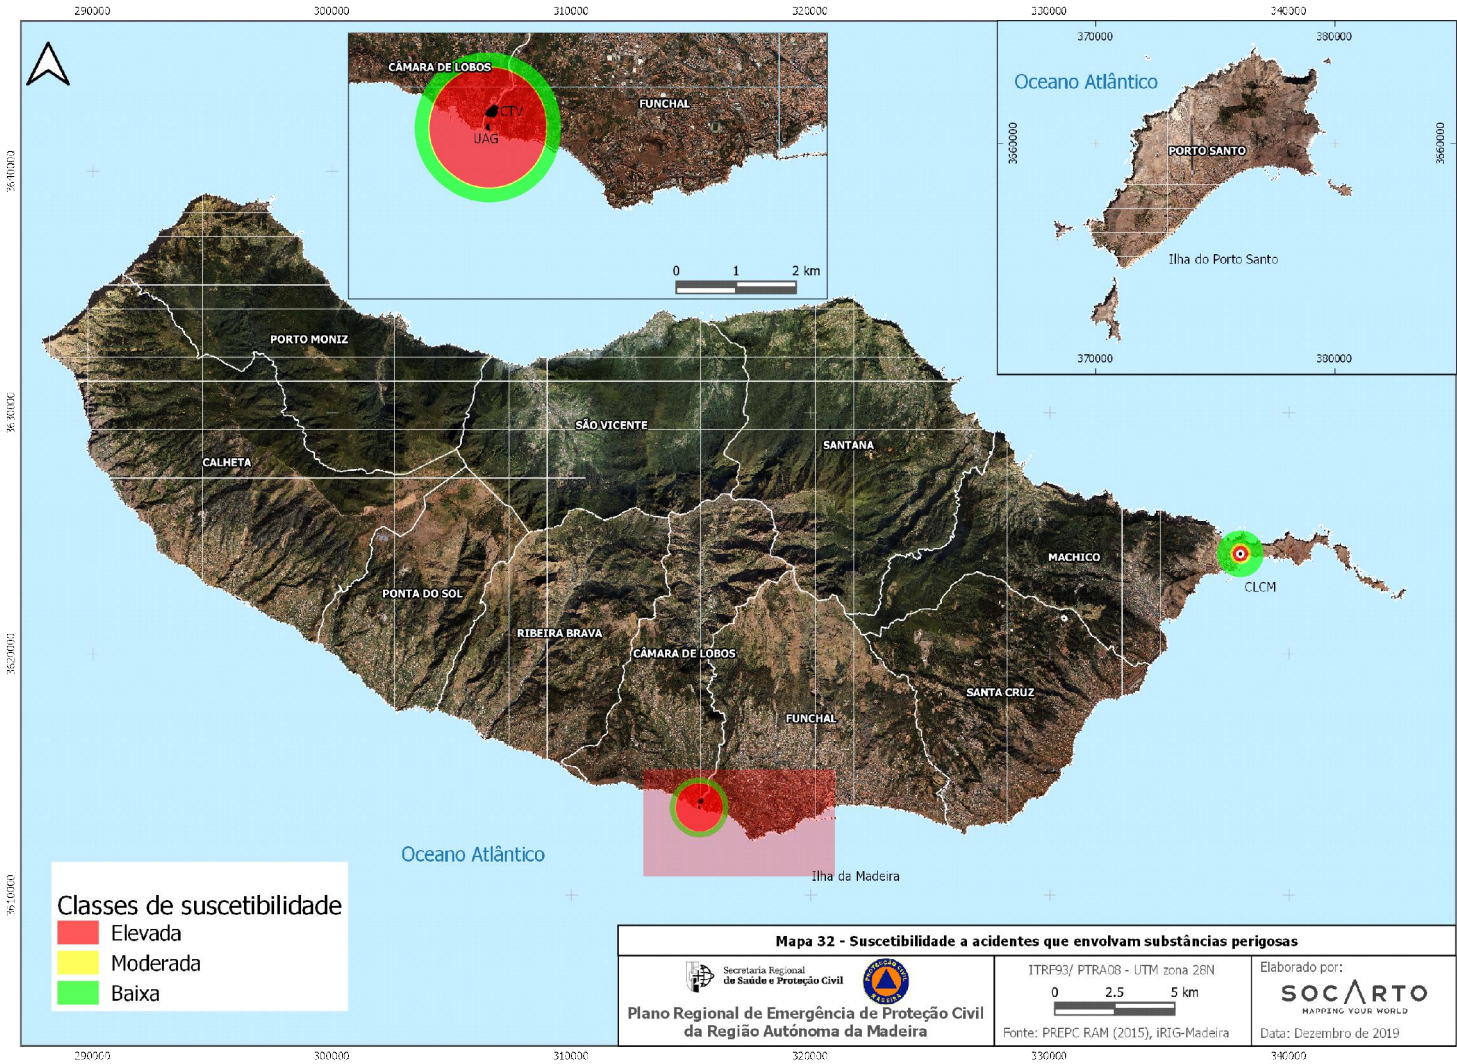 290000
300000
310000
320000
330000
340000
370000
380000
3640000
3630000
3620000
3610000
3660000
3660000
CÂMARA DE LOBOS
FUNCHAL
CTV
UAG
0 1 2 km
Oceano Atlântico
PORTO SANTO
Ilha do Porto Santo
370000
380000
PORTO MONIZ
SÃO VICENTE
SANTANA
CALHETA
MACHICO
CLCM
PONTA DO SOL
RIBEIRA BRAVA
CÂMARA DE LOBOS
SANTA CRUZ
FUNCHAL
Oceano Atlântico
Ilha da Madeira
Classes de suscetibilidade
Elevada
Moderada
Baixa
Mapa 32 - Suscetibilidade a acidentes que envolvam substâncias perigosas
Secretaria Regional
de Saúde e Proteção Civil
PROTECÇÃO CIVIL
MADEIRA
Plano Regional de Emergência de Proteção Civil
da Região Autónoma da Madeira
ITRF93/ PTRA08 - UTM zona 28N
0 2.5 5 km
Fonte: PREPC RAM (2015), iRIG-Madeira
Elaborado por:
SOCARTO
MAPPING YOUR WORLD
Data: Dezembro de 2019
290000
300000
310000
320000
330000
340000